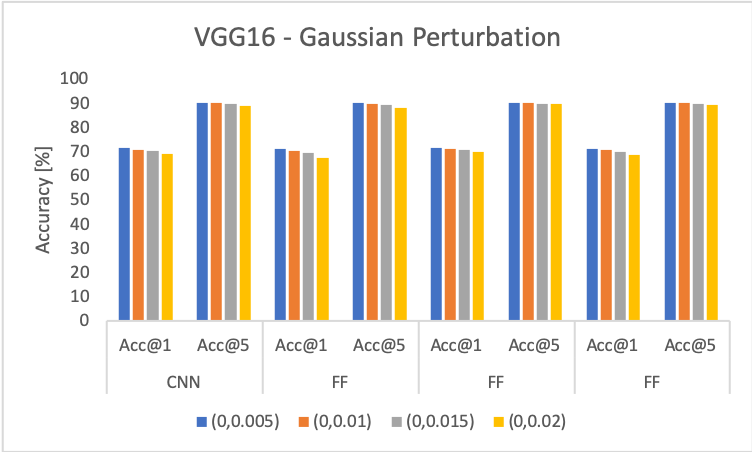 VGG16 - Gaussian Perturbation
Accuracy [%]
100
90
80
70
60
50
40
30
20
10
0
Acc@1 Acc@5 Acc@1 Acc@5 Acc@1 Acc@5 Acc@1 Acc@5
CNN FF FF FF
(0,0.005) (0,0.01) (0,0.015) (0,0.02)